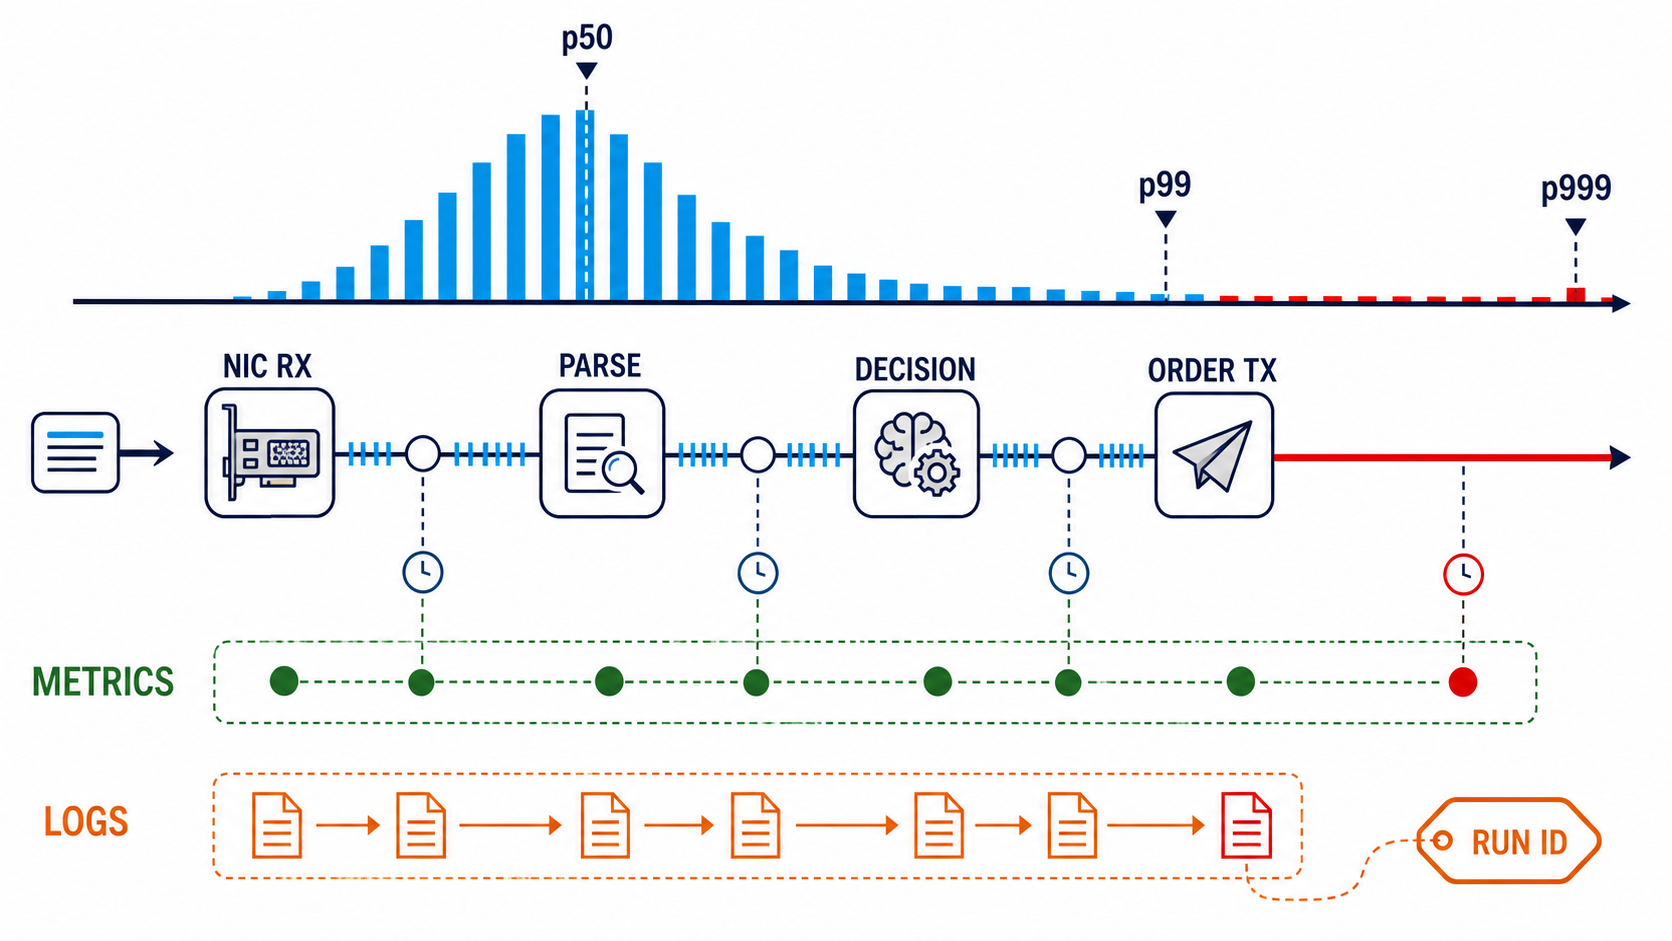 p50
p99
p999
NIC RX
PARSE
DECISION
ORDER TX
METRICS
LOGS
RUN ID